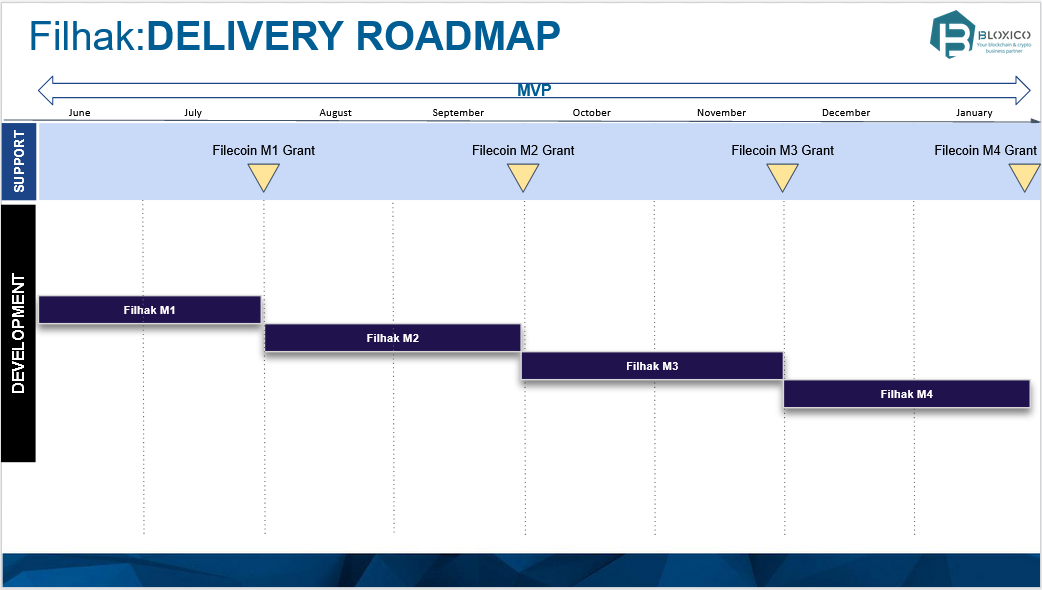 Filhak:DELIVERY ROADMAP
BLOXICO
Your blockchain & crypto
business partner
MVP
June July August September October November December January
SUPPORT
Filecoin M1 Grant Filecoin M2 Grant Filecoin M3 Grant Filecoin M4 Grant
DEVELOPMENT
Filhak M1
Filhak M2
Filhak M3
Filhak M4